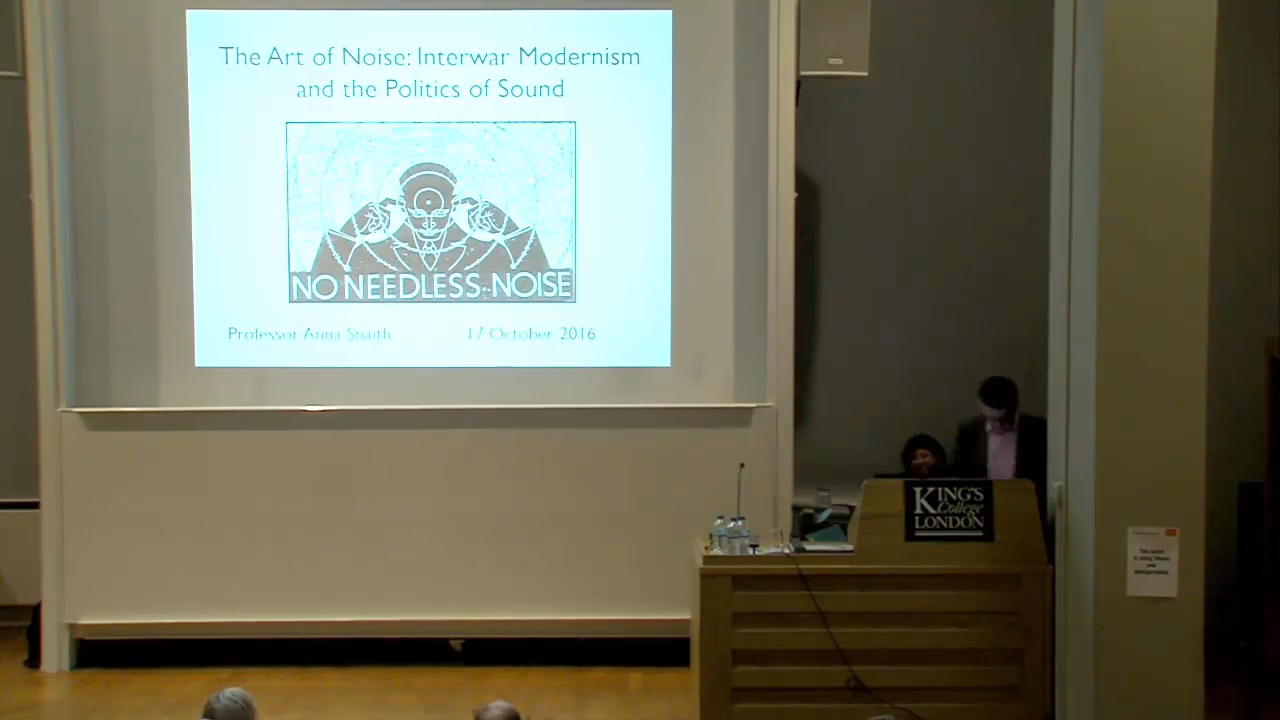 The Art of Noise: Interwar Modernism
and the Politics of Sound
NO NEEDLESS NOISE
Professor Anna Snaith
17 October 2016
KING'S
College
LONDON